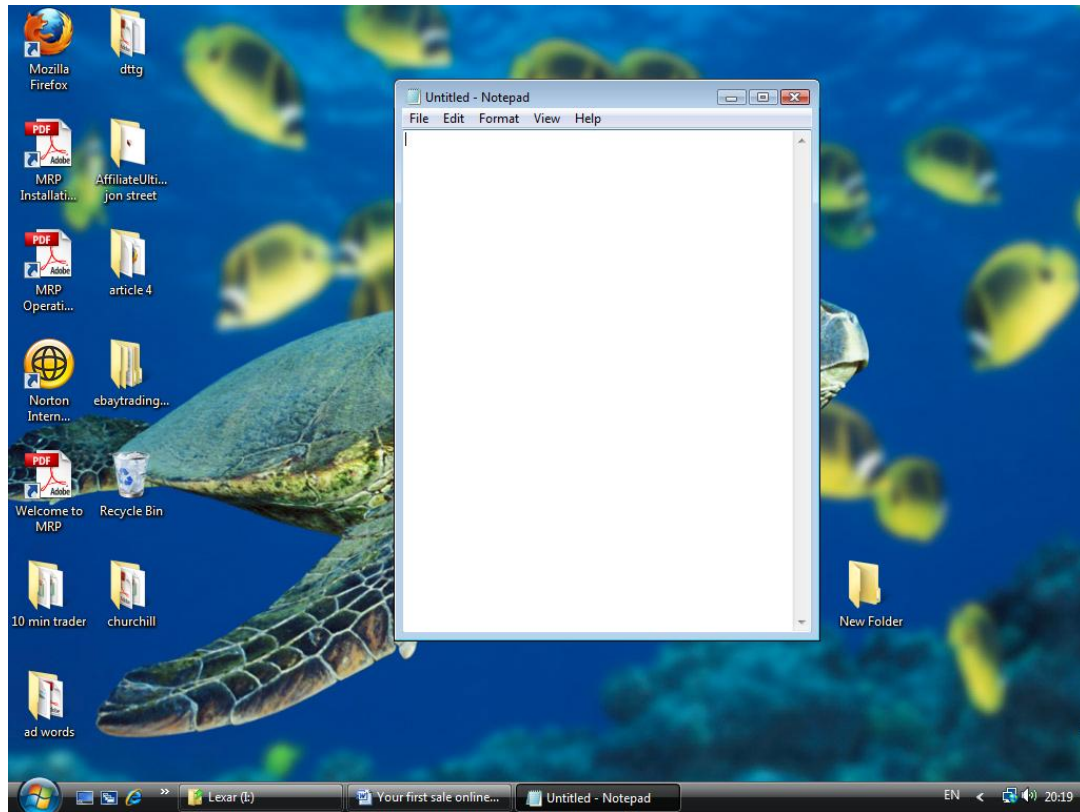 Mozilla
Firefox
dttg
PDF
Adobe
MRP
Installati...
AffiliateUlti...
jon street
PDF
Adobe
MRP
Operati...
article 4
Norton
Intern...
ebaytrading...
PDF
Adobe
Welcome to
MRP
Recycle Bin
10 min trader
churchill
ad words
Untitled - Notepad
File Edit Format View Help
New Folder
Lexar (I:)
Your first sale online...
Untitled - Notepad
EN
20:19